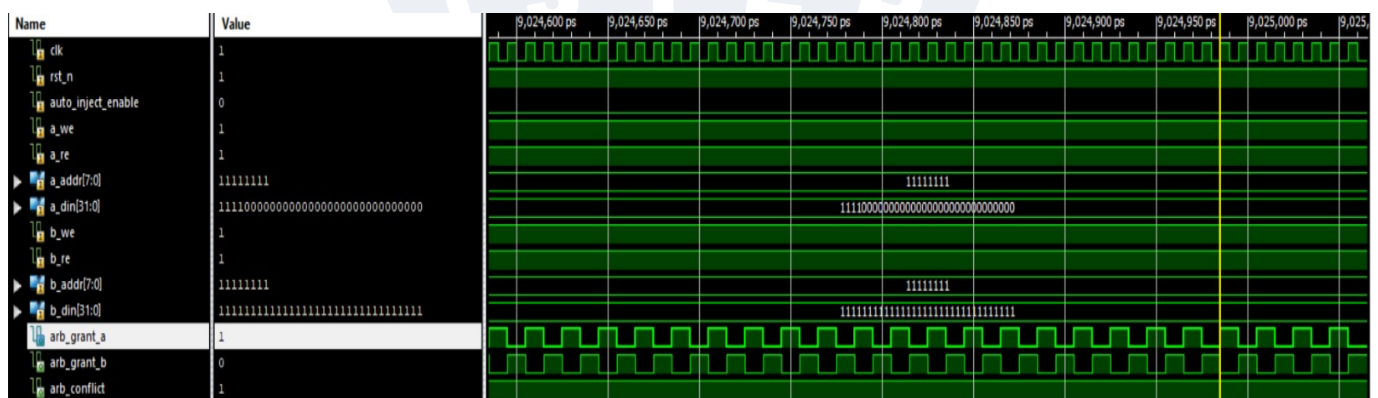 Name Value 9,024,600 ps 9,024,650 ps 9,024,700 ps 9,024,750 ps 9,024,800 ps 9,024,850 ps 9,024,900 ps 9,024,950 ps 9,025,000 ps 9,025,
clk 1
rst_n 1
auto_inject_enable 0
a_we 1
a_re 1
a_addr[7:0] 11111111 11111111
a_din[31:0] 11110000000000000000000000000000 11110000000000000000000000000000
b_we 1
b_re 1
b_addr[7:0] 11111111 11111111
b_din[31:0] 11111111111111111111111111111111 11111111111111111111111111111111
arb_grant_a 1
arb_grant_b 0
arb_conflict 1